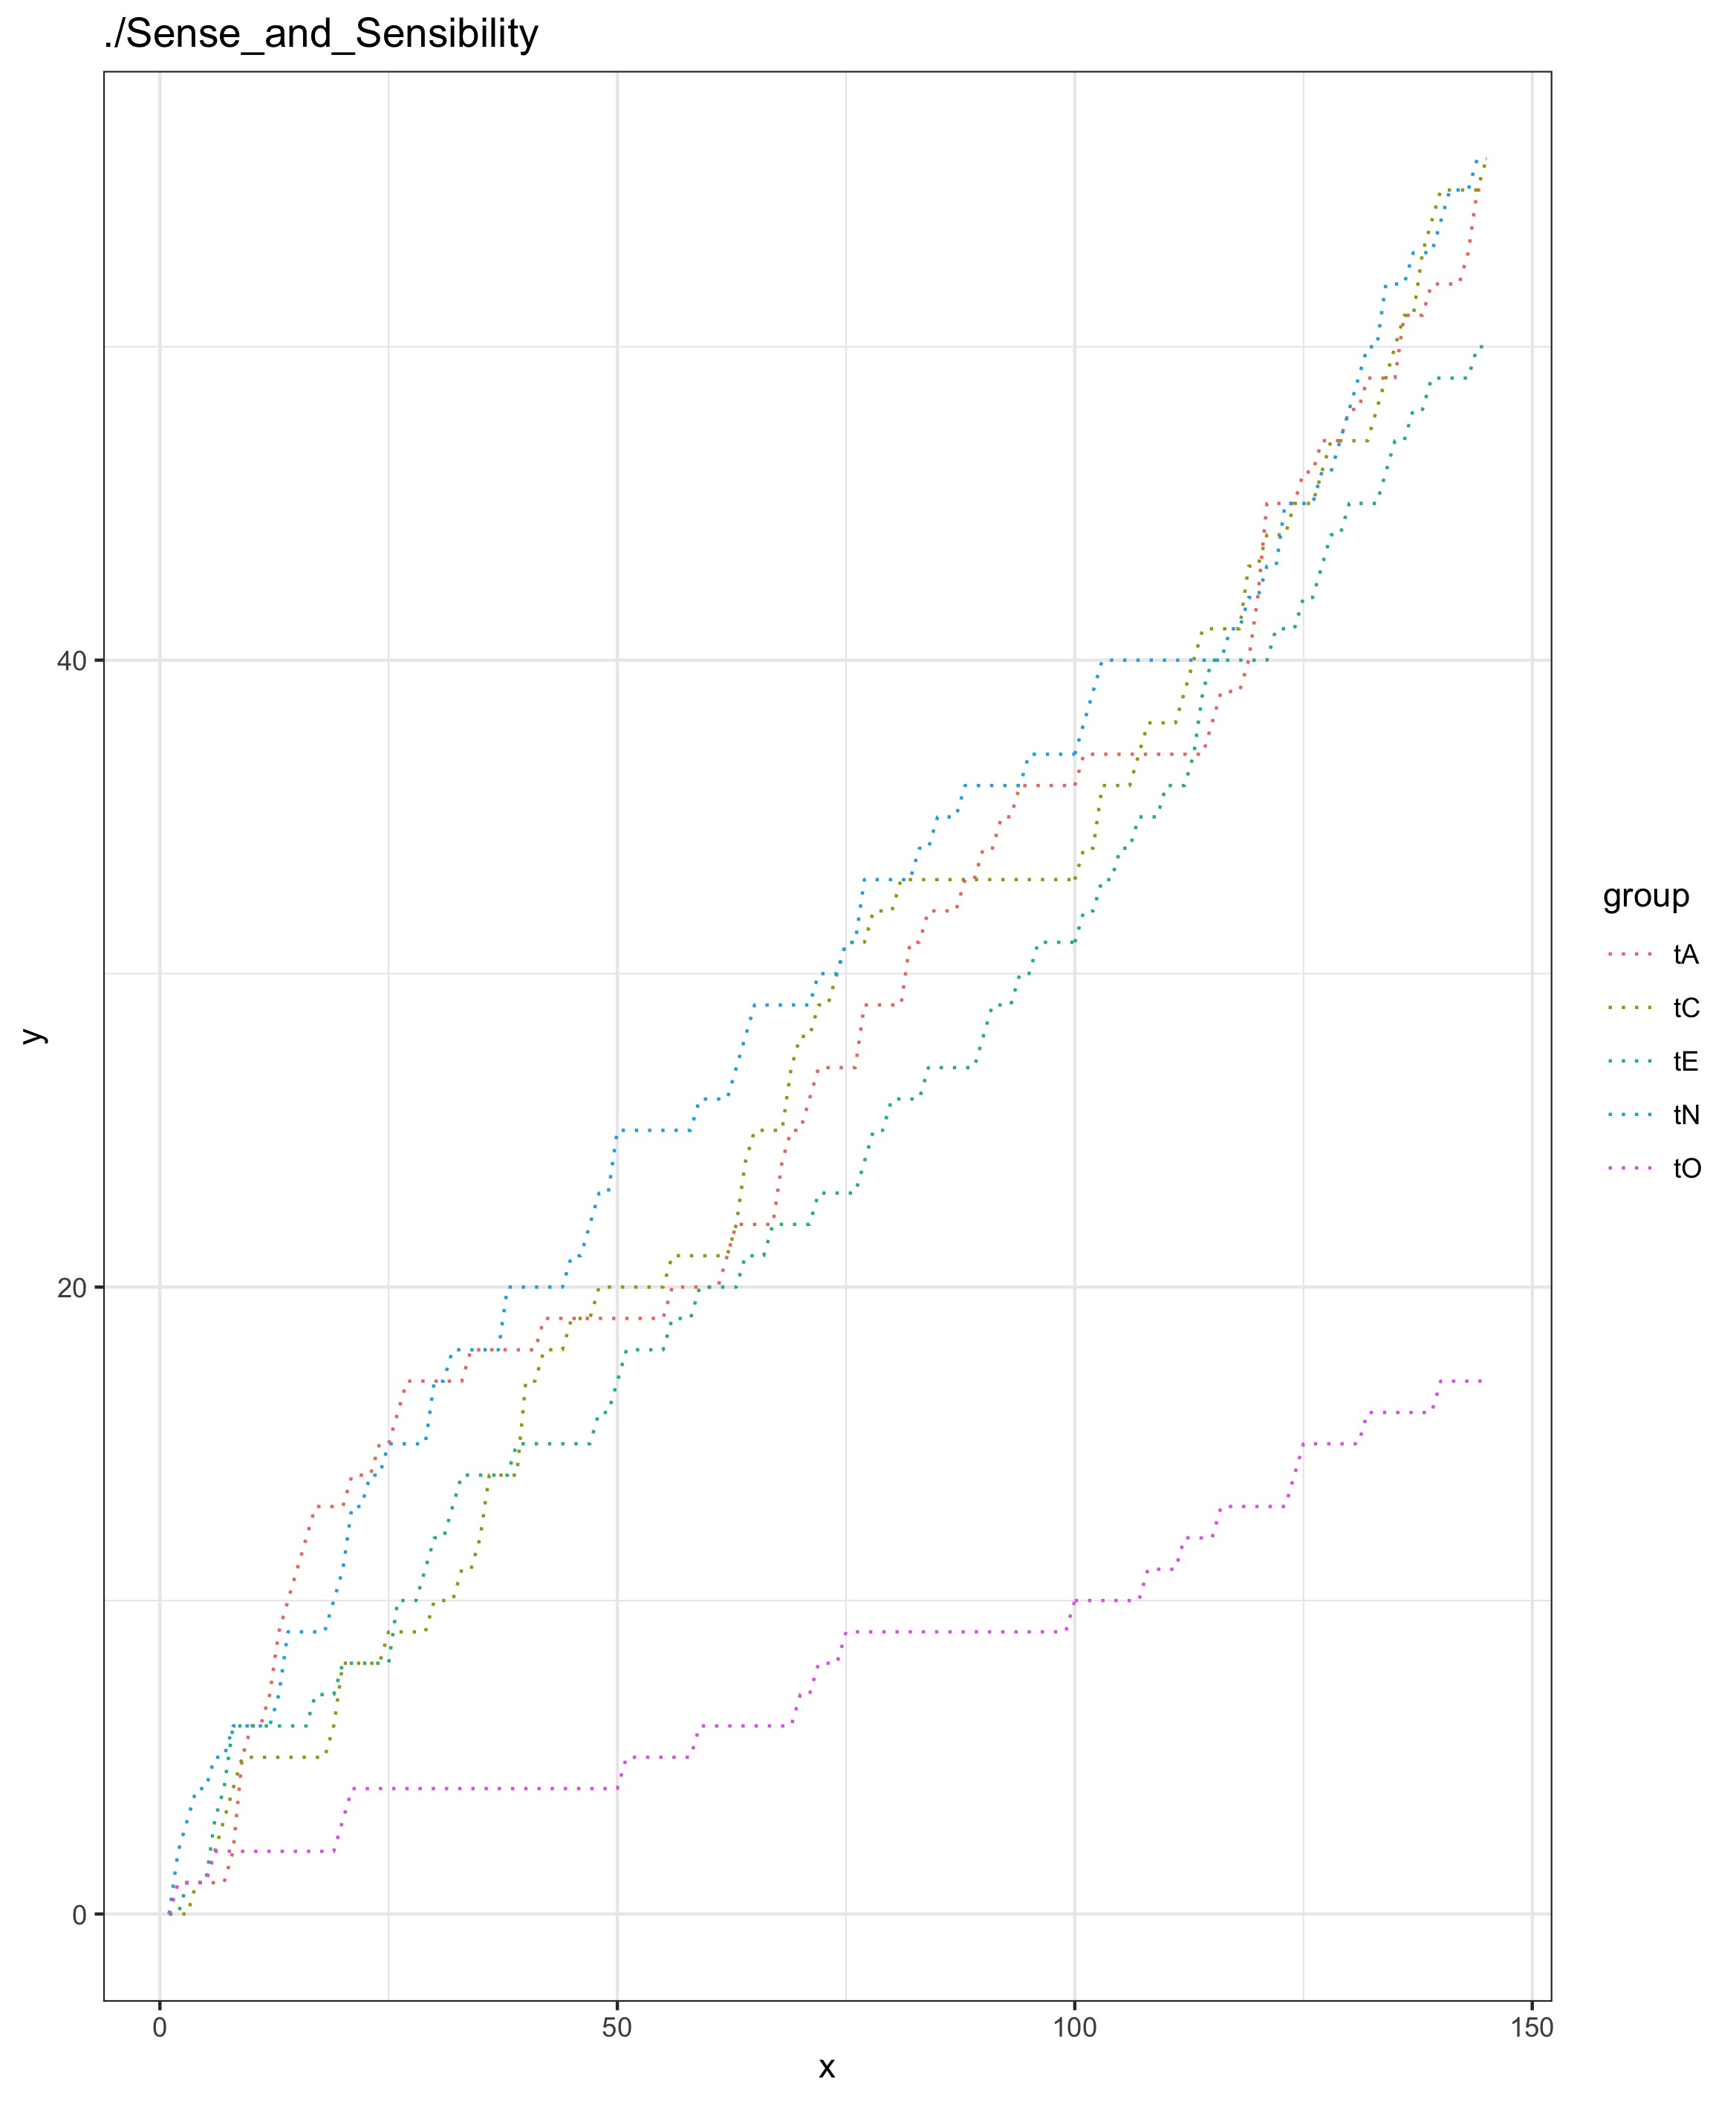 ./Sense_and_Sensibility
y
40
20
0
0
50
100
150
x
group
tA
tC
tE
tN
tO